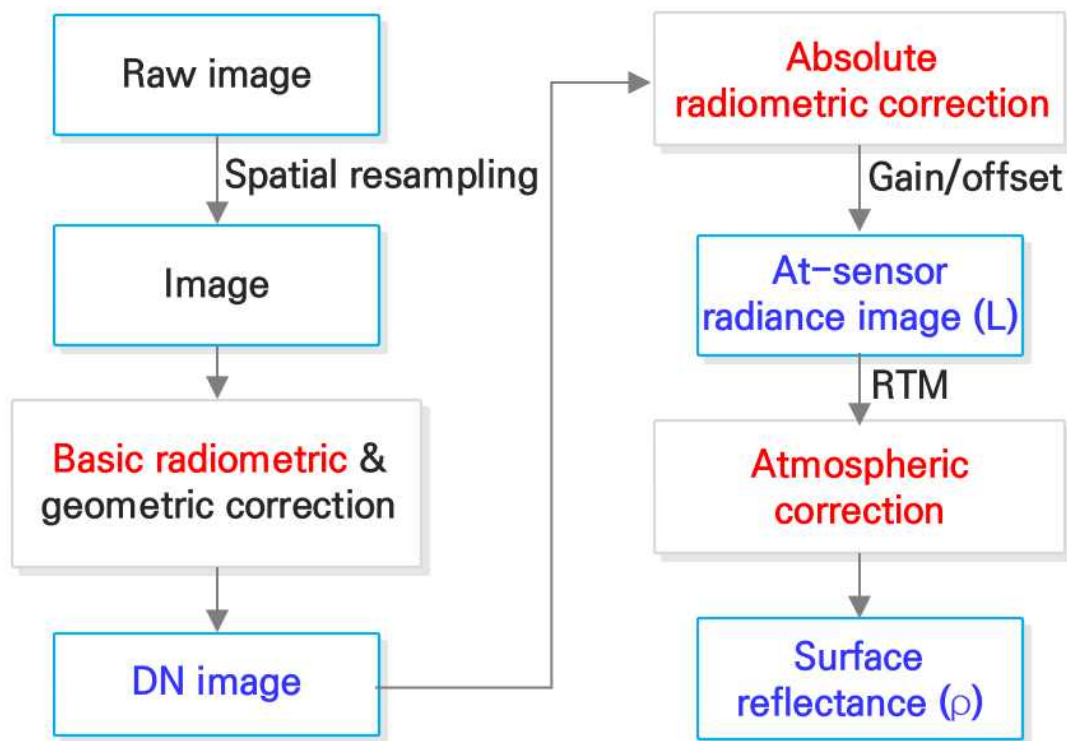 Raw image
Spatial resampling
Image
Basic radiometric &
geometric correction
DN image
Absolute
radiometric correction
Gain/offset
At-sensor
radiance image (L)
RTM
Atmospheric
correction
Surface
reflectance (ρ)